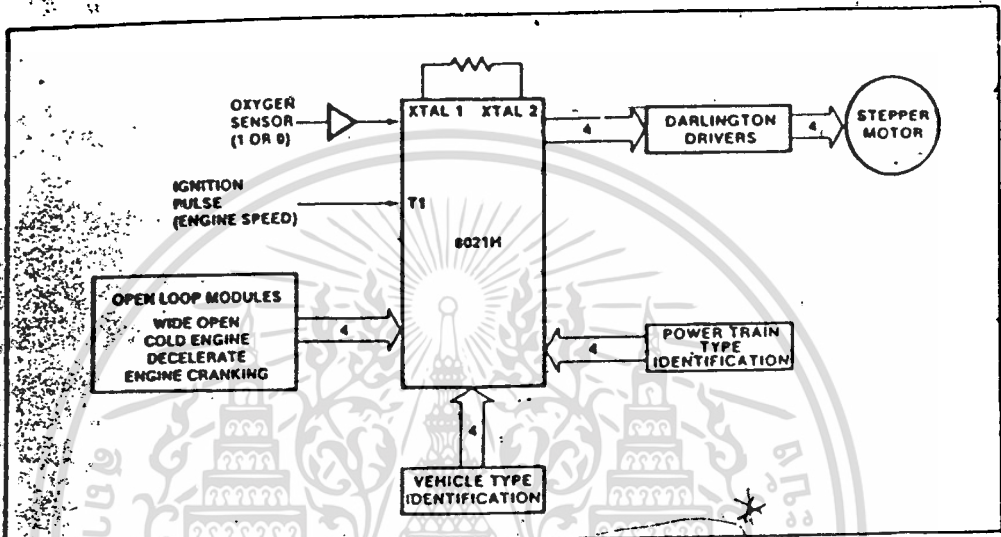 XTAL 1 XTAL 2
OXYGEN
SENSOR
(1 OR 0)
4
DARLINGTON
DRIVERS
4
STEPPER
MOTOR
IGNITION
PULSE
(ENGINE SPEED)
T1
8021H
OPEN LOOP MODULES
WIDE OPEN
COLD ENGINE
DECELERATE
ENGINE CRANKING
4
4
POWER TRAIN
TYPE
IDENTIFICATION
4
VEHICLE TYPE
IDENTIFICATION